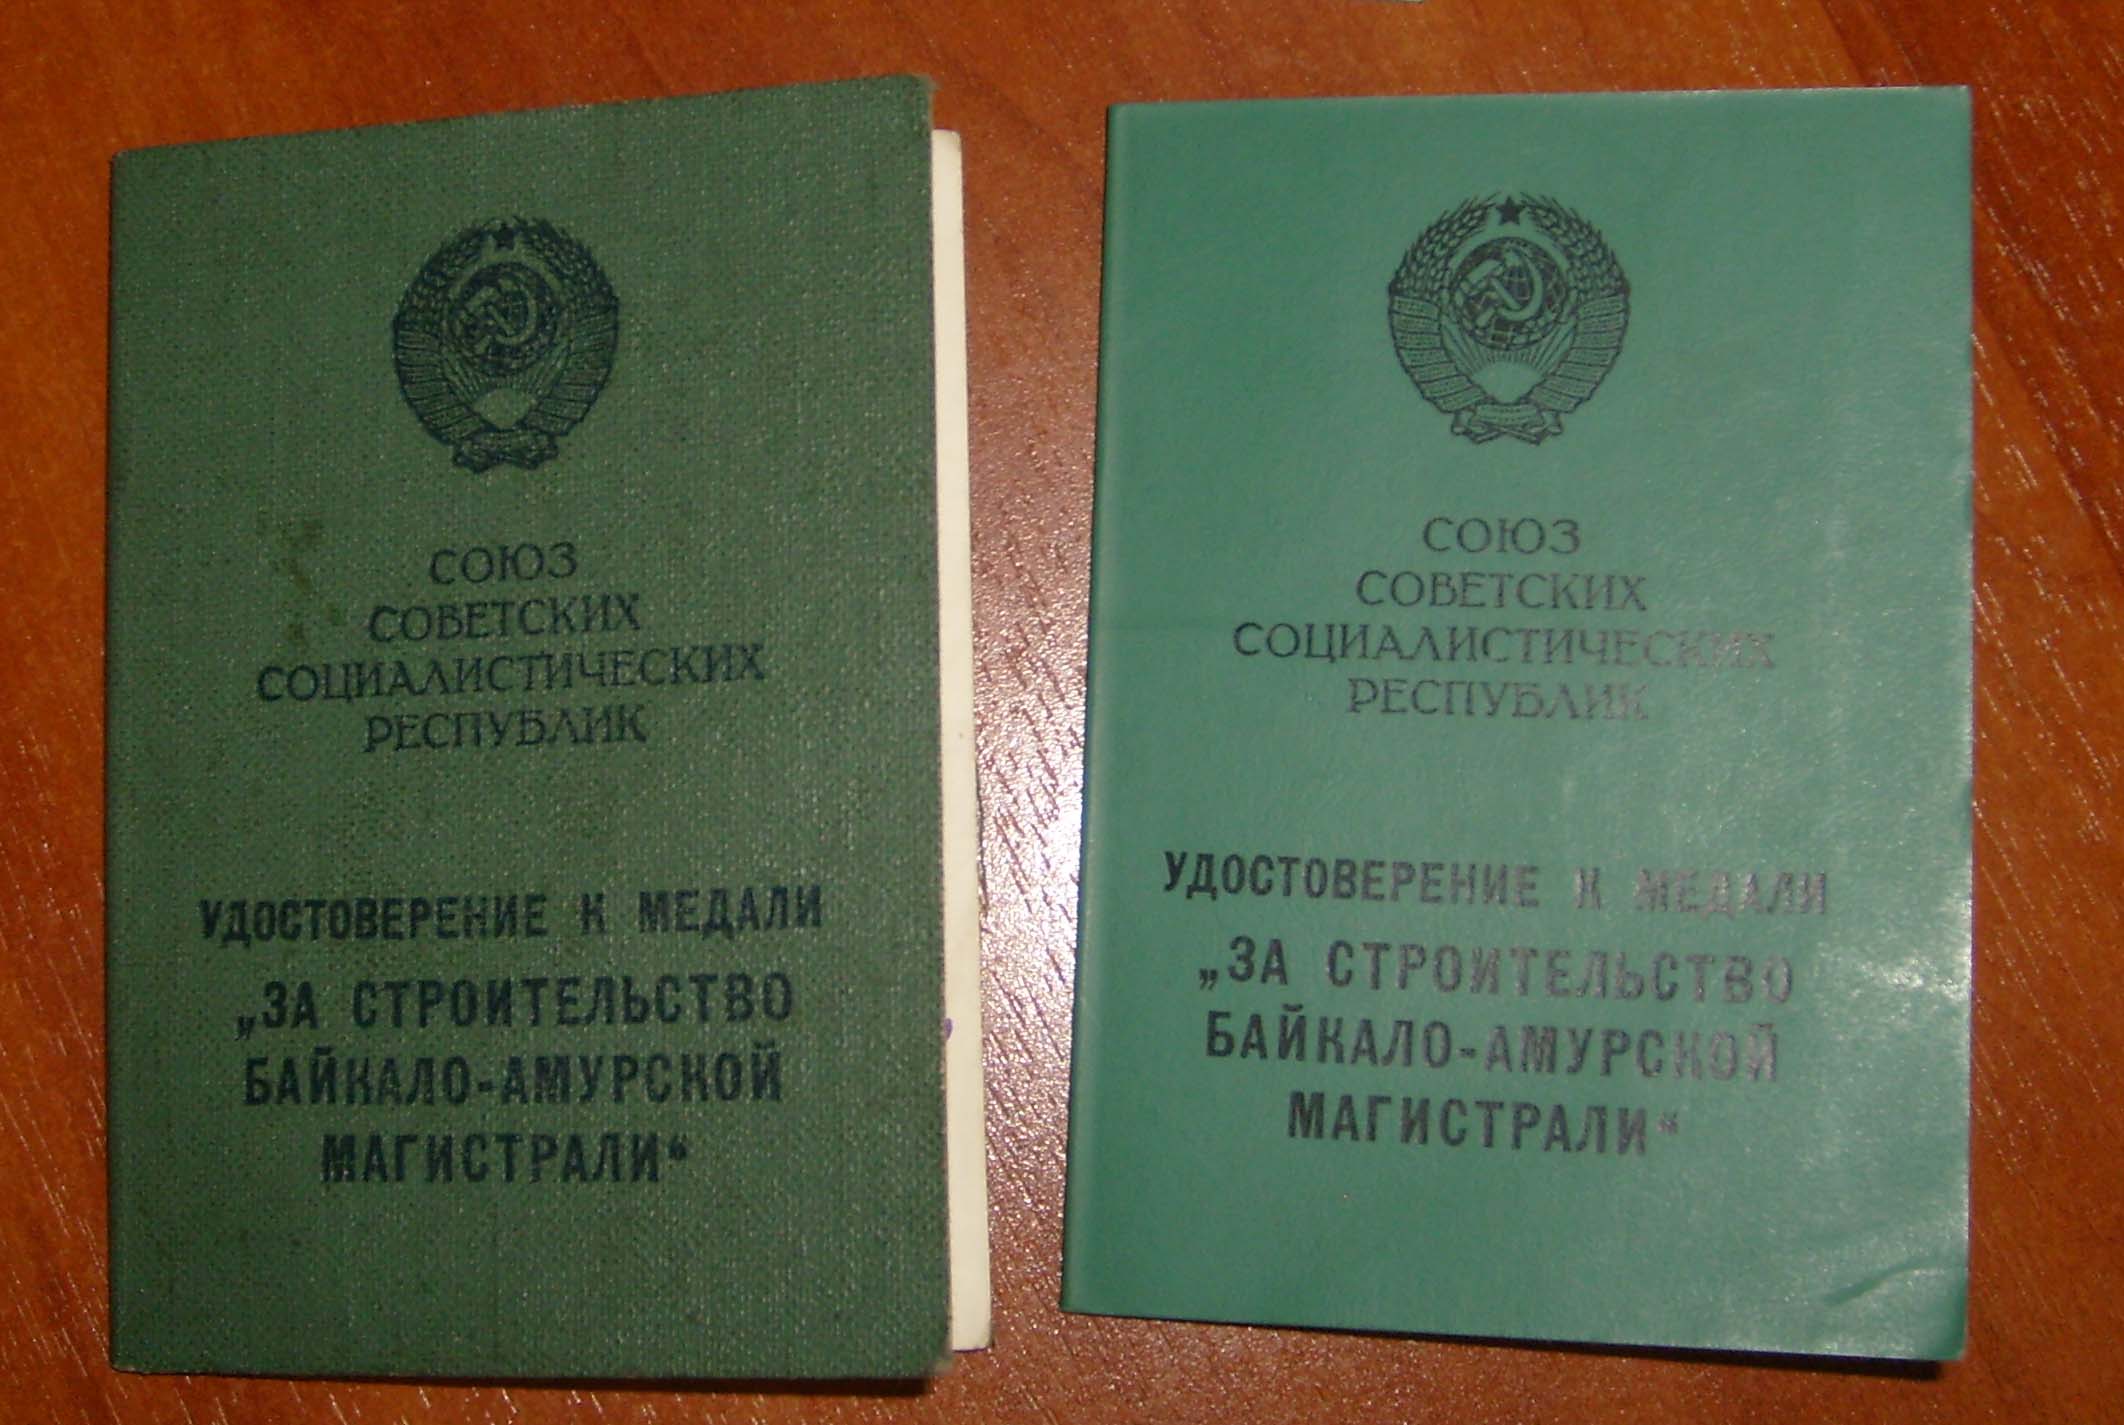 СОЮЗ
СОВЕТСКИХ
СОЦИАЛИСТИЧЕСКИХ
РЕСПУБЛИК
УДОСТОВЕРЕНИЕ К МЕДАЛИ
„ЗА СТРОИТЕЛЬСТВО
БАЙКАЛО-АМУРСКОЙ
МАГИСТРАЛИ“
СОЮЗ
СОВЕТСКИХ
СОЦИАЛИСТИЧЕСКИХ
РЕСПУБЛИК
УДОСТОВЕРЕНИЕ К МЕДАЛИ
„ЗА СТРОИТЕЛЬСТВО
БАЙКАЛО-АМУРСКОЙ
МАГИСТРАЛИ“